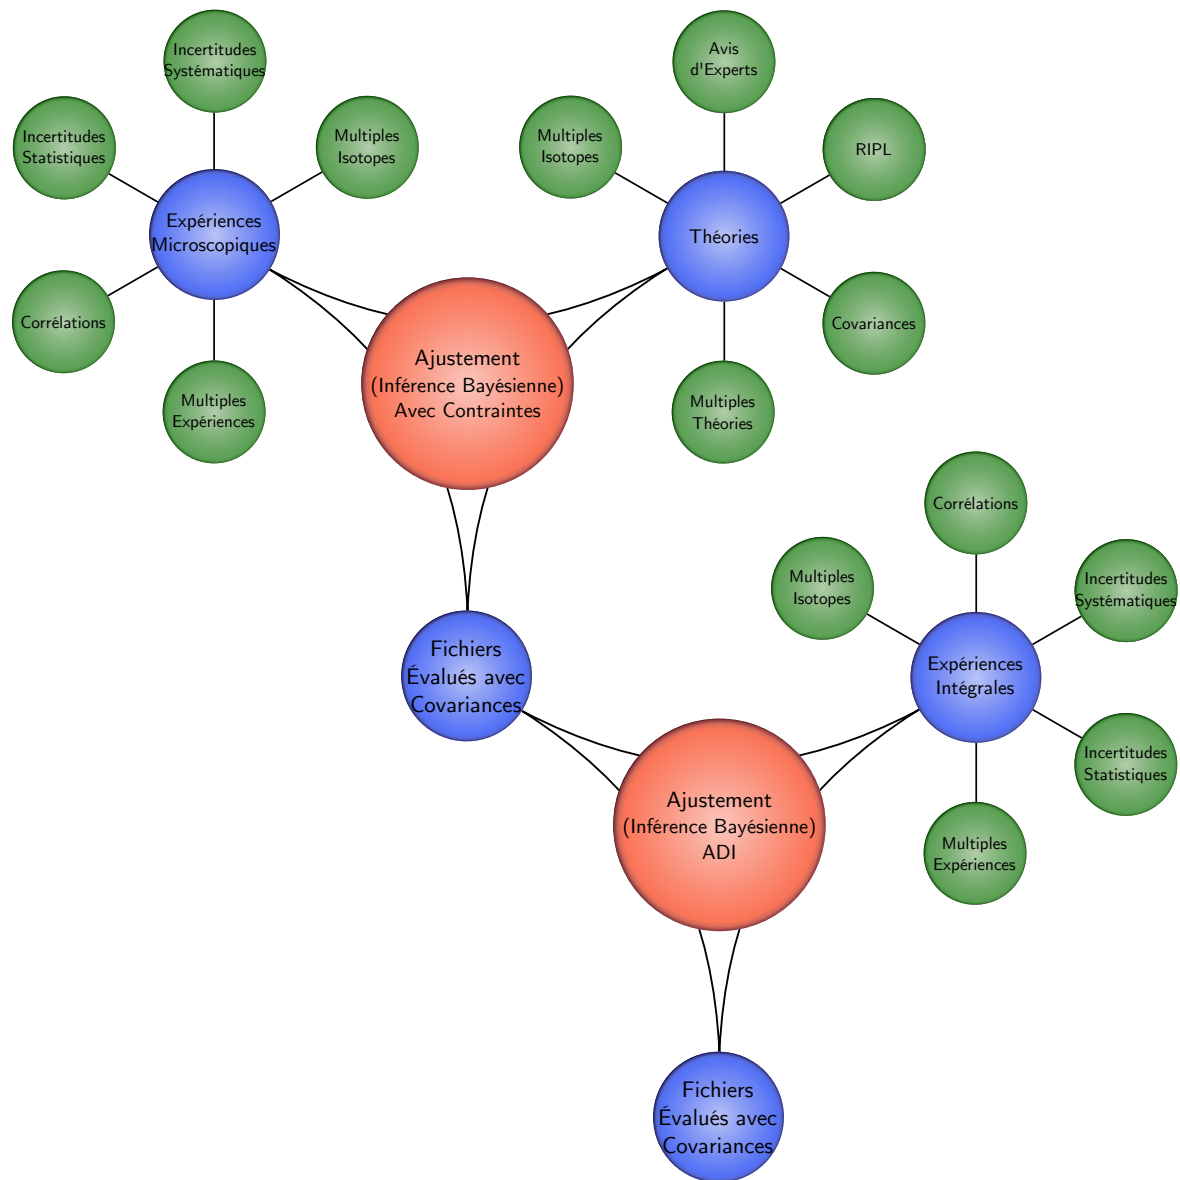 Incertitudes
Systématiques
Avis
d'Experts
Incertitudes
Statistiques
Multiples
Isotopes
Multiples
Isotopes
RIPL
Expériences
Microscopiques
Théories
Corrélations
Covariances
Multiples
Expériences
Ajustement
(Inférence Bayésienne)
Avec Contraintes
Multiples
Théories
Corrélations
Multiples
Isotopes
Incertitudes
Systématiques
Fichiers
Évalués avec
Covariances
Expériences
Intégrales
Incertitudes
Statistiques
Ajustement
(Inférence Bayésienne)
ADI
Multiples
Expériences
Fichiers
Évalués avec
Covariances